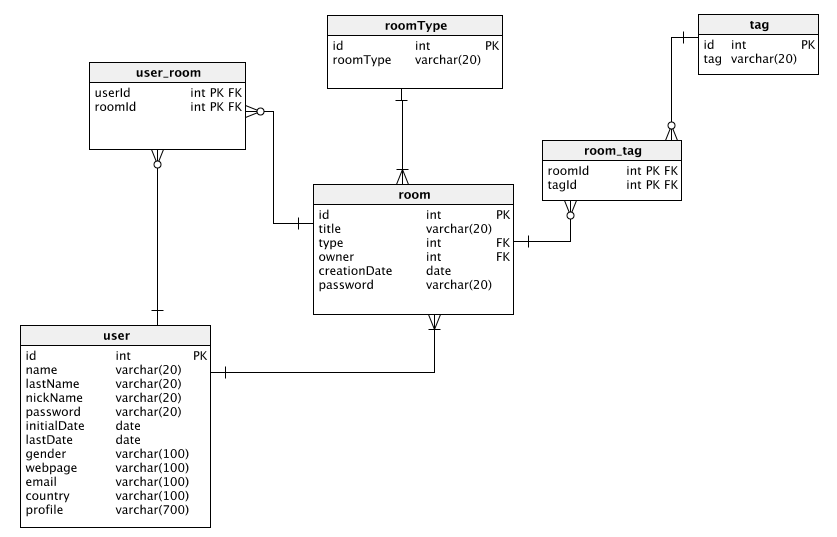 roomType
id int PK
roomType varchar(20)
tag
id int PK
tag varchar(20)
user_room
userId int PK FK
roomId int PK FK
room_tag
roomId int PK FK
tagId int PK FK
room
id int PK
title varchar(20)
type int FK
owner int FK
creationDate date
password varchar(20)
user
id int PK
name varchar(20)
lastName varchar(20)
nickName varchar(20)
password varchar(20)
initialDate date
lastDate date
gender varchar(100)
webpage varchar(100)
email varchar(100)
country varchar(100)
profile varchar(700)